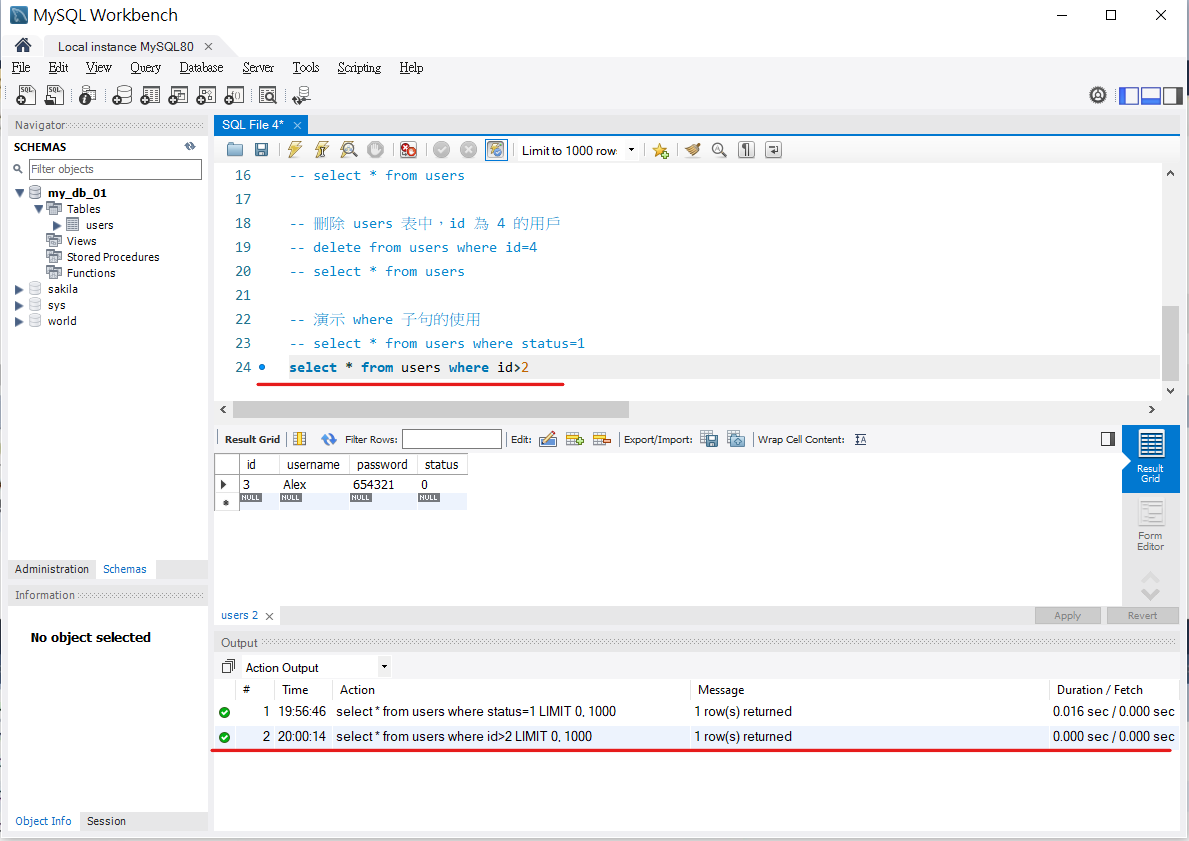 MySQL Workbench
Local instance MySQL80
File Edit View Query Database Server Tools Scripting Help
Navigator
SCHEMAS
Filter objects
my_db_01
Tables
users
Views
Stored Procedures
Functions
sakila
sys
world
Administration Schemas
Information
No object selected
Object Info Session
SQL File 4*
Limit to 1000 rows
16 -- select * from users
17
18 -- 刪除 users 表中，id 為 4 的用戶
19 -- delete from users where id=4
20 -- select * from users
21
22 -- 演示 where 子句的使用
23 -- select * from users where status=1
24 select * from users where id>2
Result Grid Filter Rows: Edit: Export/Import: Wrap Cell Content:
id username password status
3 Alex 654321 0
NULL NULL NULL NULL
Result
Grid
Form
Editor
users 2
Apply Revert
Output
Action Output
# Time Action Message Duration / Fetch
1 19:56:46 select * from users where status=1 LIMIT 0, 1000 1 row(s) returned 0.016 sec / 0.000 sec
2 20:00:14 select * from users where id>2 LIMIT 0, 1000 1 row(s) returned 0.000 sec / 0.000 sec